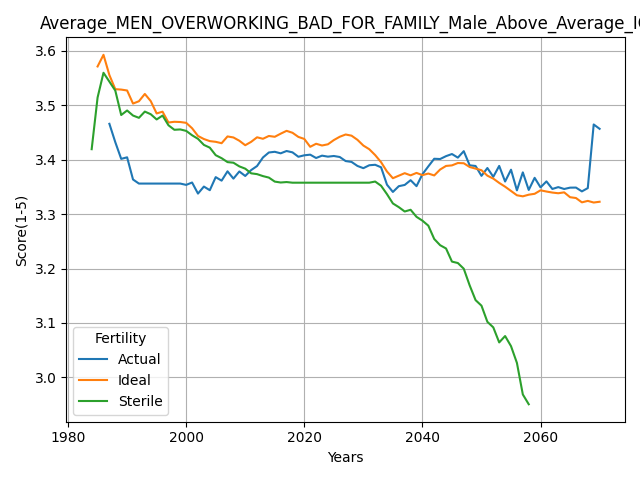 Average_MEN_OVERWORKING_BAD_FOR_FAMILY_Male_Above_Average_I
3.6
3.5
3.4
3.3
3.2
3.1
3.0
Score(1-5)
Fertility
Actual
Ideal
Sterile
1980
2000
2020
2040
2060
Years